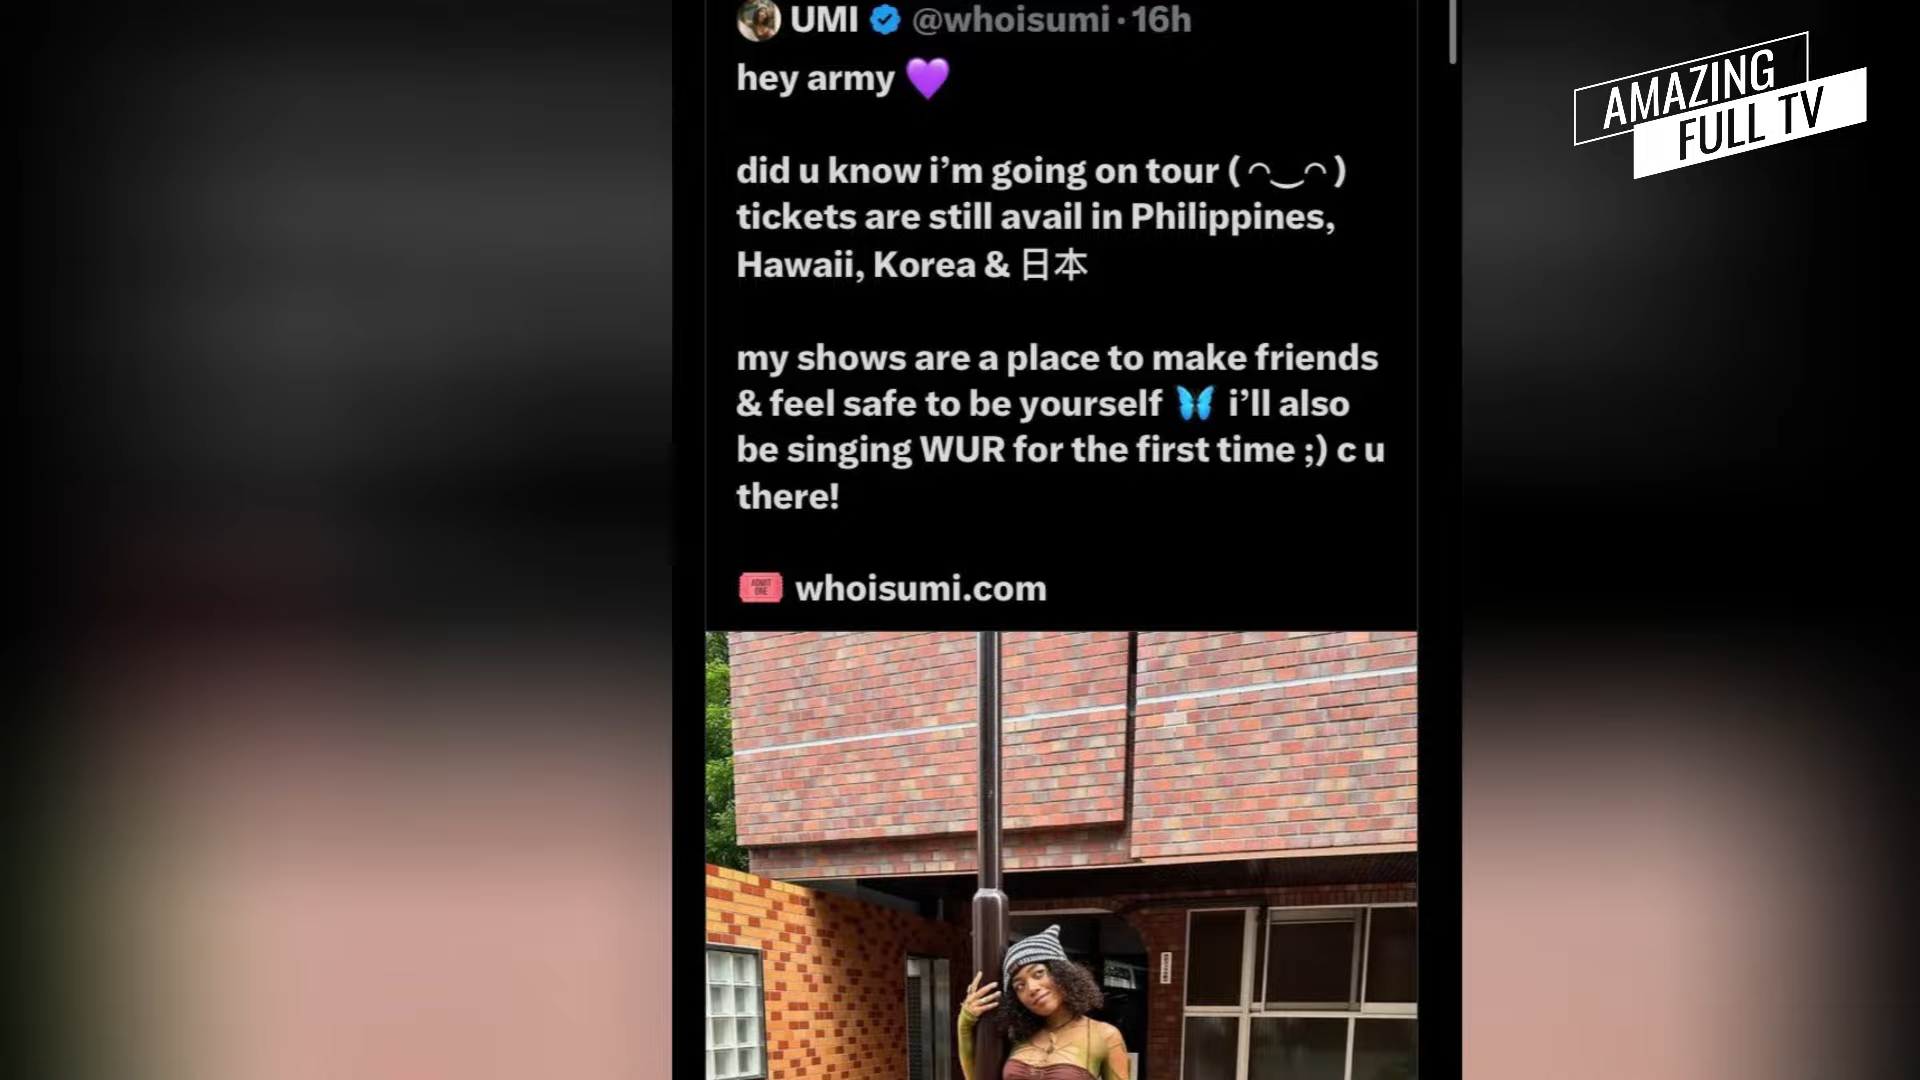 UMI @whoisumi · 16h
hey army 💜
did u know i’m going on tour ( ◠‿◠ )
tickets are still avail in Philippines,
Hawaii, Korea & 日本
my shows are a place to make friends
& feel safe to be yourself 🦋 i’ll also
be singing WUR for the first time ;) c u
there!
🎟 whoisumi.com
AMAZING
FULL TV